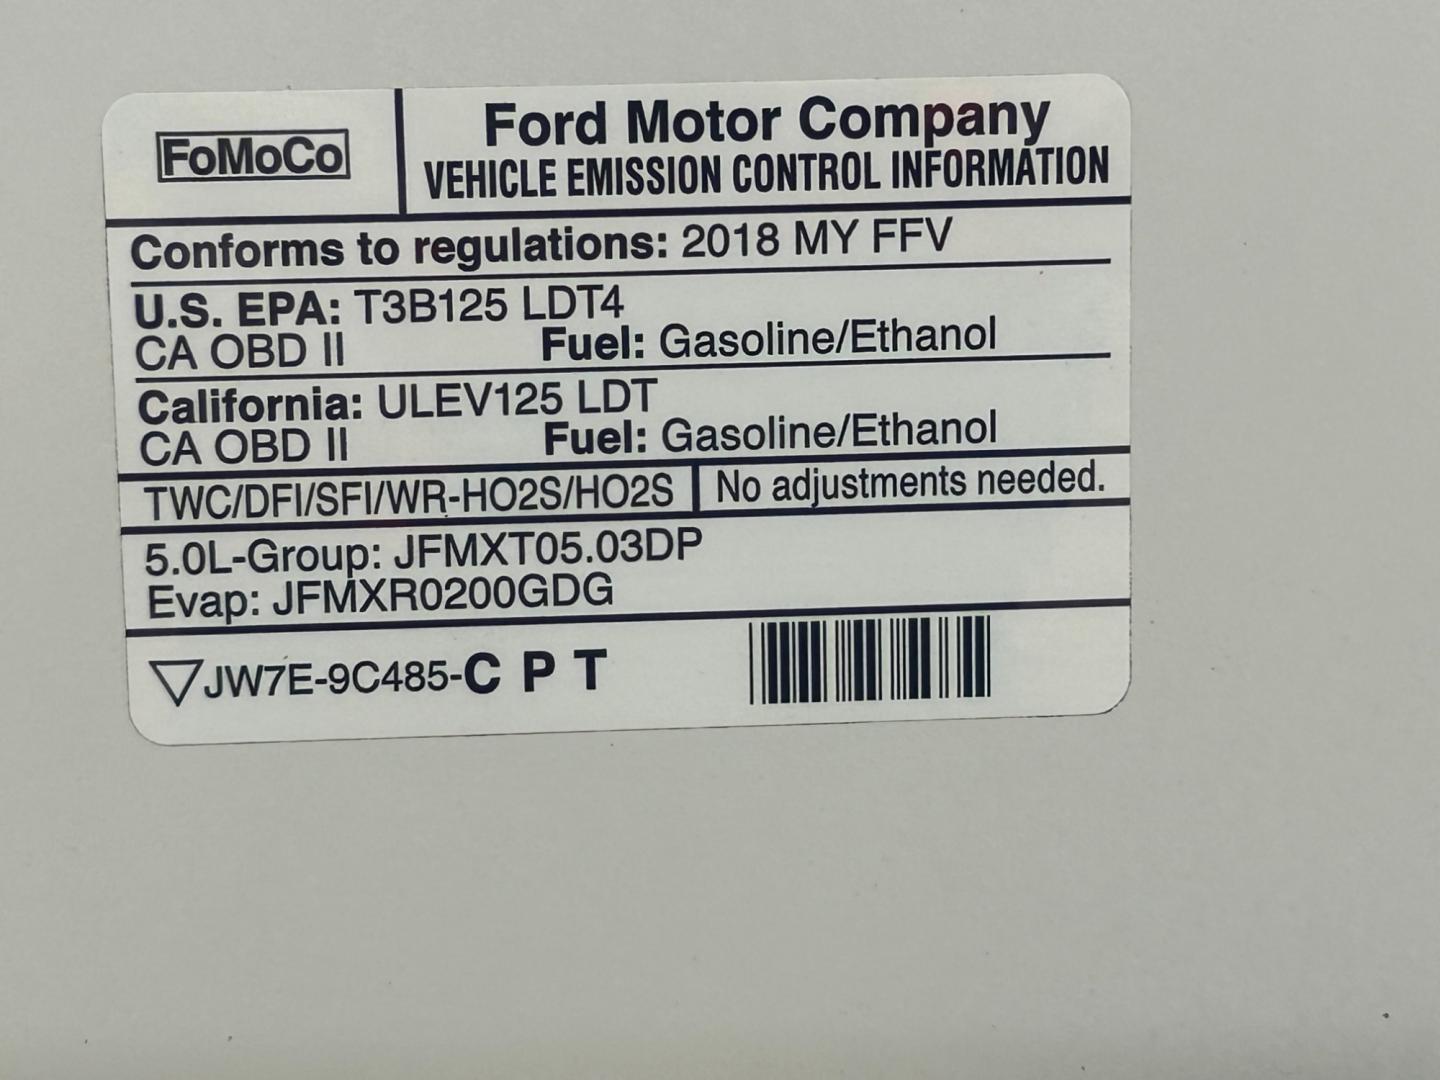 FoMoCo
Ford Motor Company
VEHICLE EMISSION CONTROL INFORMATION
Conforms to regulations: 2018 MY FFV
U.S. EPA: T3B125 LDT4
CA OBD II Fuel: Gasoline/Ethanol
California: ULEV125 LDT
CA OBD II Fuel: Gasoline/Ethanol
TWC/DFI/SFI/WR-HO2S/HO2S No adjustments needed.
5.0L-Group: JFMXT05.03DP
Evap: JFMXR0200GDG
JW7E-9C485-C P T